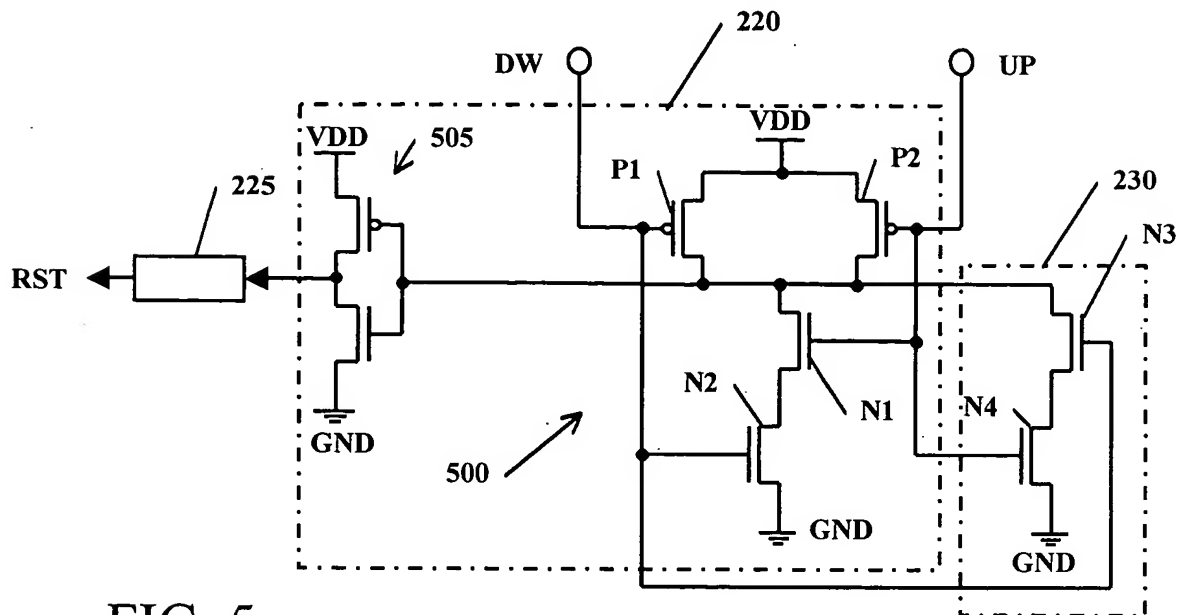 220
DW
UP
VDD
505
VDD
P1
P2
225
230
N3
RST
N2
N1
N4
GND
500
GND
GND
FIG. 5